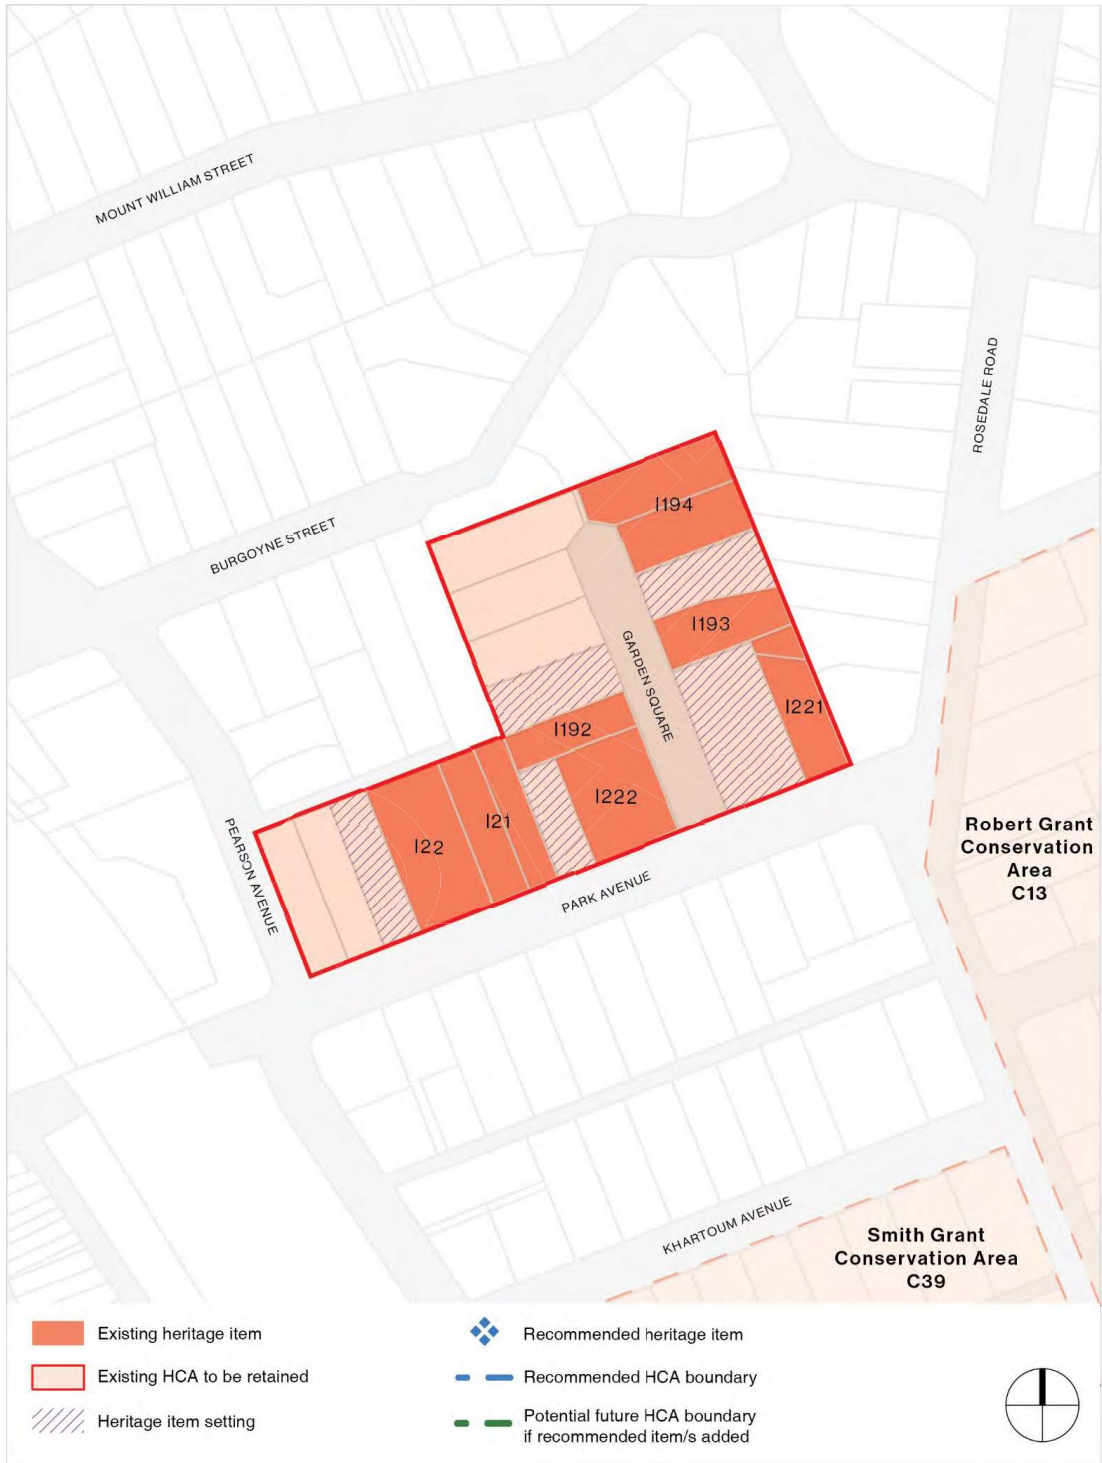 MOUNT WILLIAM STREET
ROSEDALE ROAD
BURGOYNE STREET
I194
I193
GARDEN SQUARE
I221
I192
I222
I21
I22
PEARSON AVENUE
PARK AVENUE
Robert Grant
Conservation
Area
C13
KHARTOUM AVENUE
Smith Grant
Conservation Area
C39
Existing heritage item
Existing HCA to be retained
Heritage item setting
Recommended heritage item
Recommended HCA boundary
Potential future HCA boundary
if recommended item/s added